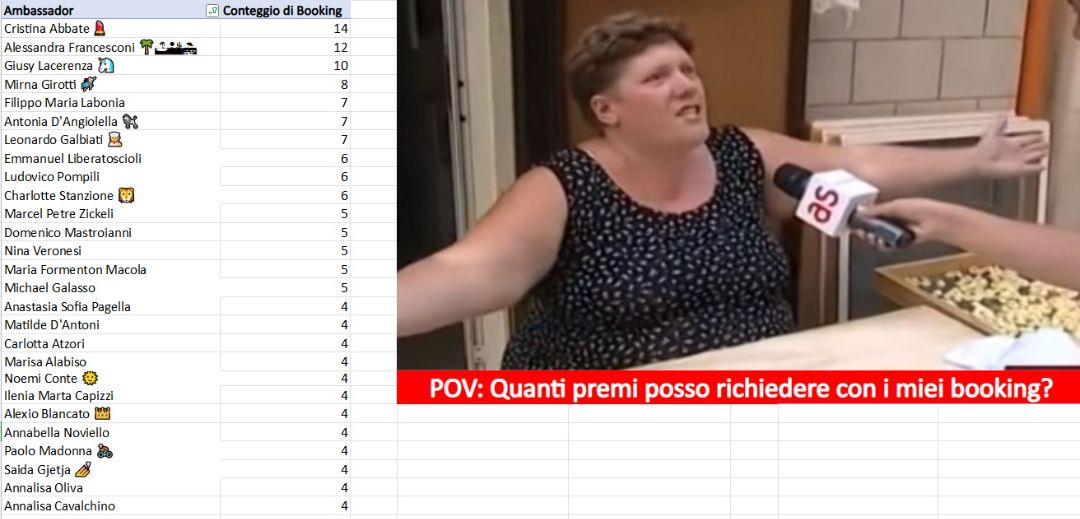 Ambassador Conteggio di Booking
Cristina Abbate 💄 14
Alessandra Francesconi 🌴 12
Giusy Lacerenza 🦄 10
Mirna Girotti 8
Filippo Maria Labonia 7
Antonia D'Angiolella 🐩 7
Leonardo Galbiati 7
Emmanuel Liberatoscioli 6
Ludovico Pompili 6
Charlotte Stanzione 🦁 6
Marcel Petre Zickeli 5
Domenico Mastroianni 5
Nina Veronesi 5
Maria Formenton Macola 5
Michael Galasso 5
Anastasia Sofia Pagella 4
Matilde D'Antoni 4
Carlotta Atzori 4
Marisa Alabiso 4
Noemi Conte 🌞 4
Ilenia Marta Capizzi 4
Alexio Blancato 👑 4
Annabella Noviello 4
Paolo Madonna 🚴 4
Saida Gjetja 💅 4
Annalisa Oliva 4
Annalisa Cavalchino 4
as
POV: Quanti premi posso richiedere con i miei booking?